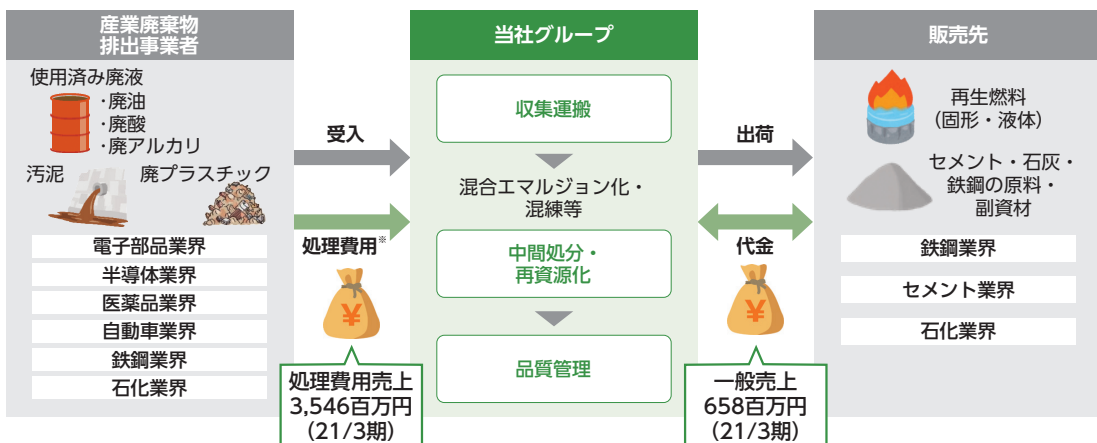 産業廃棄物
排出事業者
使用済み廃液
・廃油
・廃酸
・廃アルカリ
汚泥
廃プラスチック
電子部品業界
半導体業界
医薬品業界
自動車業界
鉄鋼業界
石化業界
受入
処理費用※
¥
処理費用売上
3,546百万円
(21/3期)
当社グループ
収集運搬
混合エマルジョン化・
混練等
中間処分・
再資源化
品質管理
出荷
代金
¥
一般売上
658百万円
(21/3期)
販売先
再生燃料
(固形・液体)
セメント・石灰・
鉄鋼の原料・
副資材
鉄鋼業界
セメント業界
石化業界